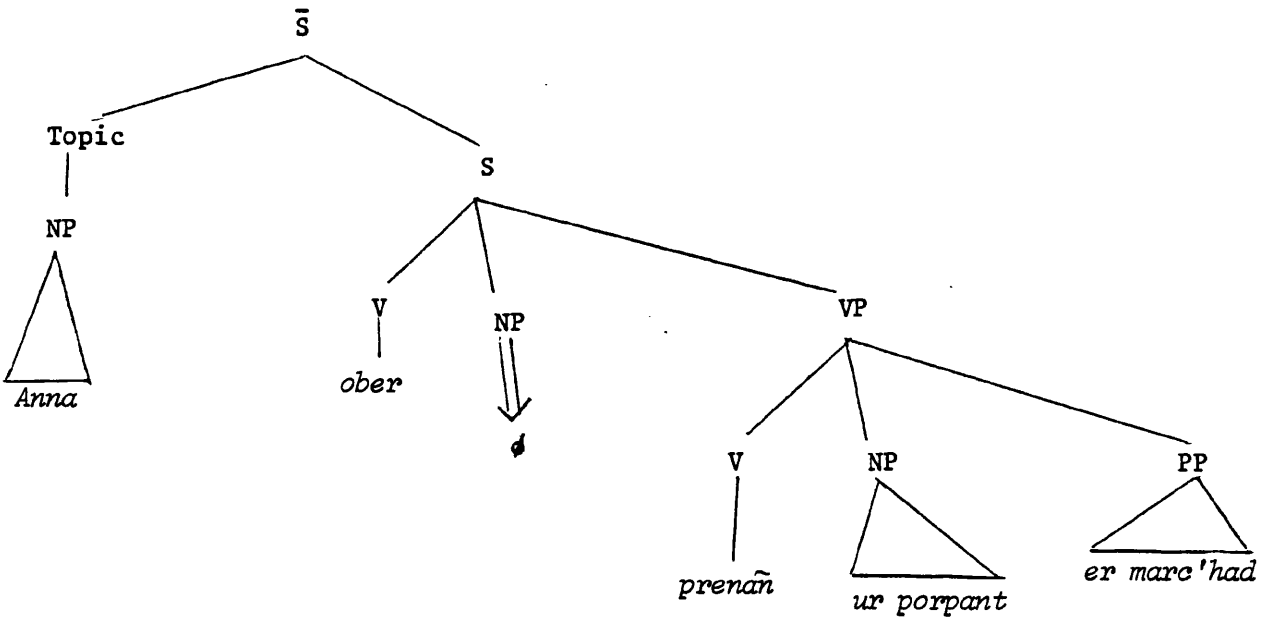 S̄
Topic
S
NP
V
NP
VP
Anna
ober
ø
V
NP
PP
prenañ
ur porpant
er marc'had